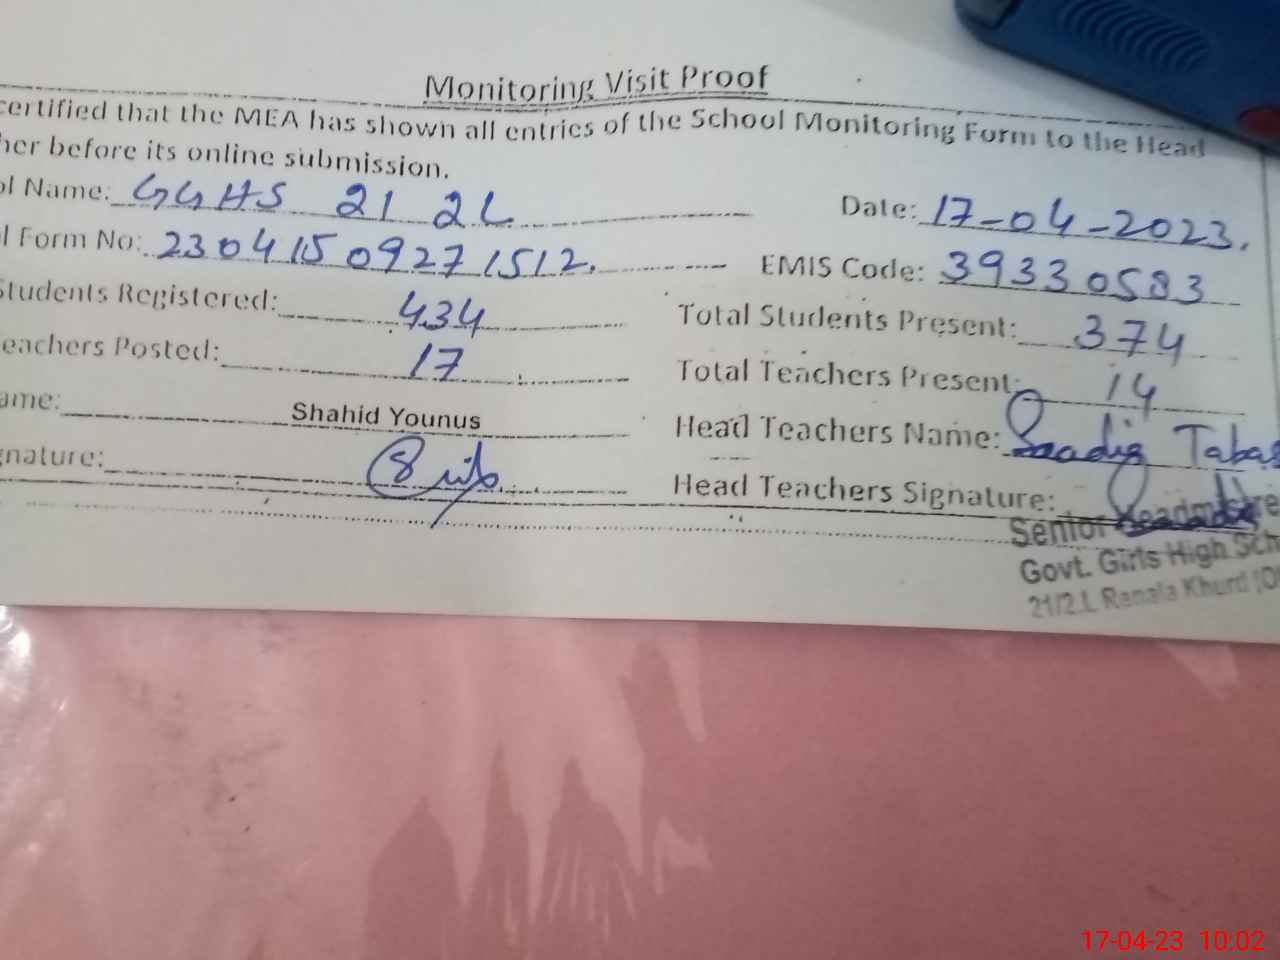 Monitoring Visit Proof
certified that the MEA has shown all entries of the School Monitoring Form to the Head
her before its online submission.
ol Name: GGHS 21 2L Date: 17-04-2023.
l Form No: 23041509271512. EMIS Code: 39330583
Students Registered: 434 Total Students Present: 374
eachers Posted: 17 Total Teachers Present: 14
ame: Shahid Younus Head Teachers Name: Saadig Tabas
gnature: Head Teachers Signature:
Senior Headmistre
Govt. Girls High Sch
21/2.L Renala Khurd (O
17-04-23 10:02